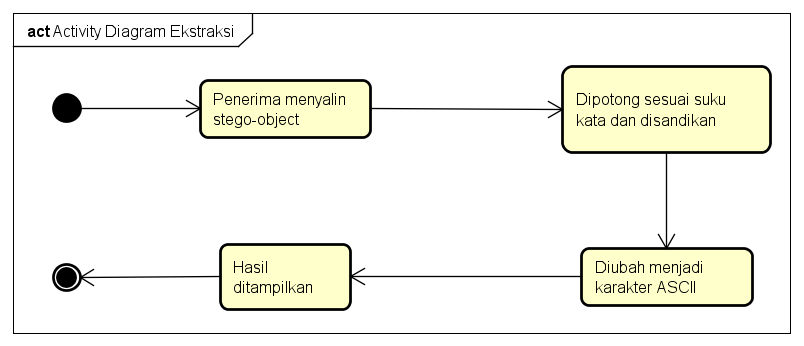 act Activity Diagram Ekstraksi
Penerima menyalin
stego-object
Dipotong sesuai suku
kata dan disandikan
Diubah menjadi
karakter ASCII
Hasil
ditampilkan